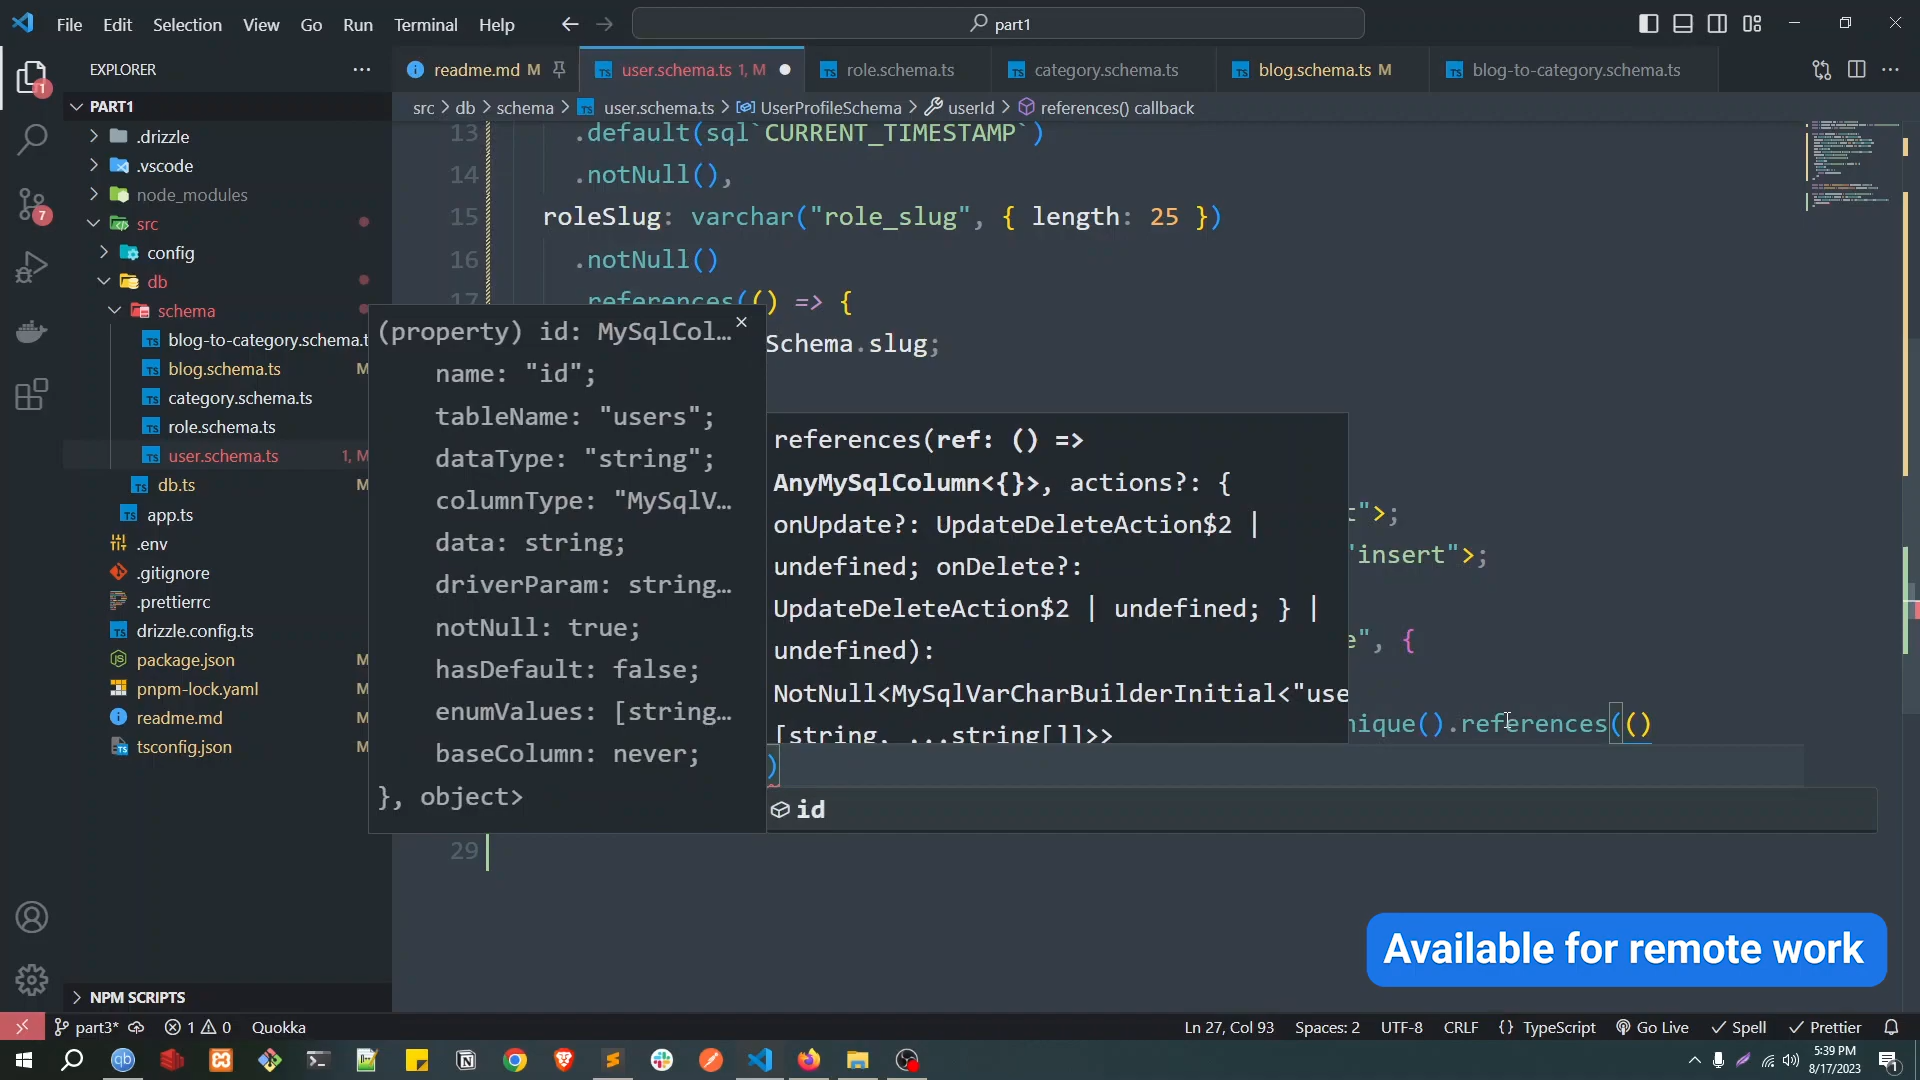 File Edit Selection View Go Run Terminal Help
part1
EXPLORER
readme.md M
user.schema.ts 1, M
role.schema.ts
category.schema.ts
blog.schema.ts M
blog-to-category.schema.ts
src > db > schema > user.schema.ts > UserProfileSchema > userId > references() callback
PART1
.drizzle
.vscode
node_modules
src
config
db
schema
blog-to-category.schema.t
blog.schema.ts M
category.schema.ts
role.schema.ts
user.schema.ts 1, M
db.ts M
app.ts
.env
.gitignore
.prettierrc
drizzle.config.ts
package.json M
pnpm-lock.yaml M
readme.md M
tsconfig.json M
NPM SCRIPTS
1
7
13 .default(sql`CURRENT_TIMESTAMP`)
14 .notNull(),
15 roleSlug: varchar("role_slug", { length: 25 })
16 .notNull()
17 .references(() => {
Schema.slug;
(property) id: MySqlCol…
name: "id";
tableName: "users";
dataType: "string";
columnType: "MySqlV…
data: string;
driverParam: string…
notNull: true;
hasDefault: false;
enumValues: [string…
baseColumn: never;
}, object>
references(ref: () =>
AnyMySqlColumn<{}>, actions?: {
onUpdate?: UpdateDeleteAction$2 |
undefined; onDelete?:
UpdateDeleteAction$2 | undefined; } |
undefined):
NotNull<MySqlVarCharBuilderInitial<"use
[string, ...string[]]>>
t">;
"insert">;
e", {
nique().references(()
)
id
29
Available for remote work
part3* 1 0 Quokka
Ln 27, Col 93 Spaces: 2 UTF-8 CRLF {} TypeScript Go Live Spell Prettier
5:39 PM
8/17/2023
1